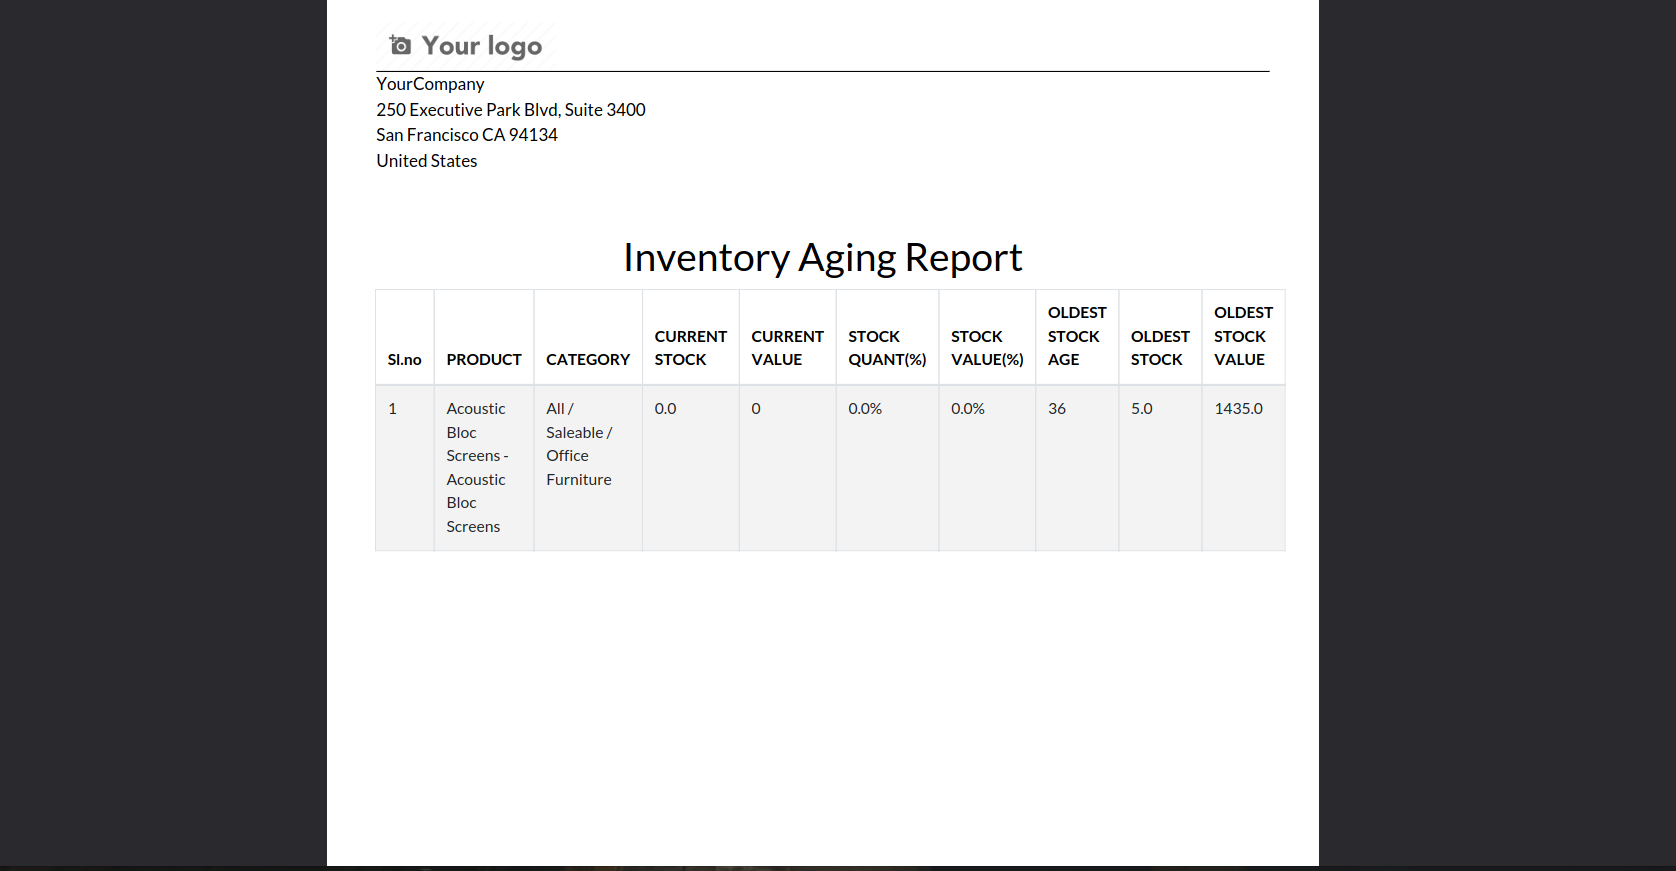 Your logo
YourCompany
250 Executive Park Blvd, Suite 3400
San Francisco CA 94134
United States
Inventory Aging Report
Sl.no PRODUCT CATEGORY CURRENT STOCK CURRENT VALUE STOCK QUANT(%) STOCK VALUE(%) OLDEST STOCK AGE OLDEST STOCK OLDEST STOCK VALUE
1 Acoustic Bloc Screens - Acoustic Bloc Screens All / Saleable / Office Furniture 0.0 0 0.0% 0.0% 36 5.0 1435.0